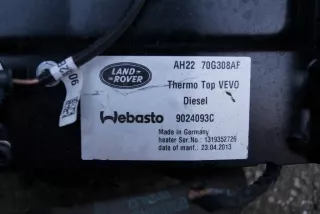 AH22 70G308AF
LAND-
ROVER
Thermo Top VEVO
Diesel
Webasto 9024093C
Made in Germany
heater Ser.No.: 1319352726
date of manf.: 23.04.2013